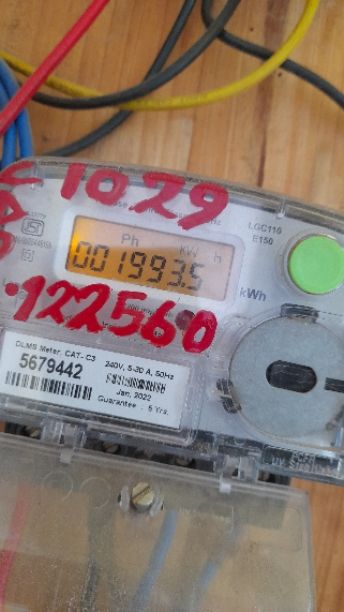 1029
LGC110
E150
Ph kW h
001993.5
kWh
.122560
DLMS Meter, CAT- C3
5679442
240V, 5-30 A, 50Hz
Jan, 2022
Guarantee : 5 Yrs.